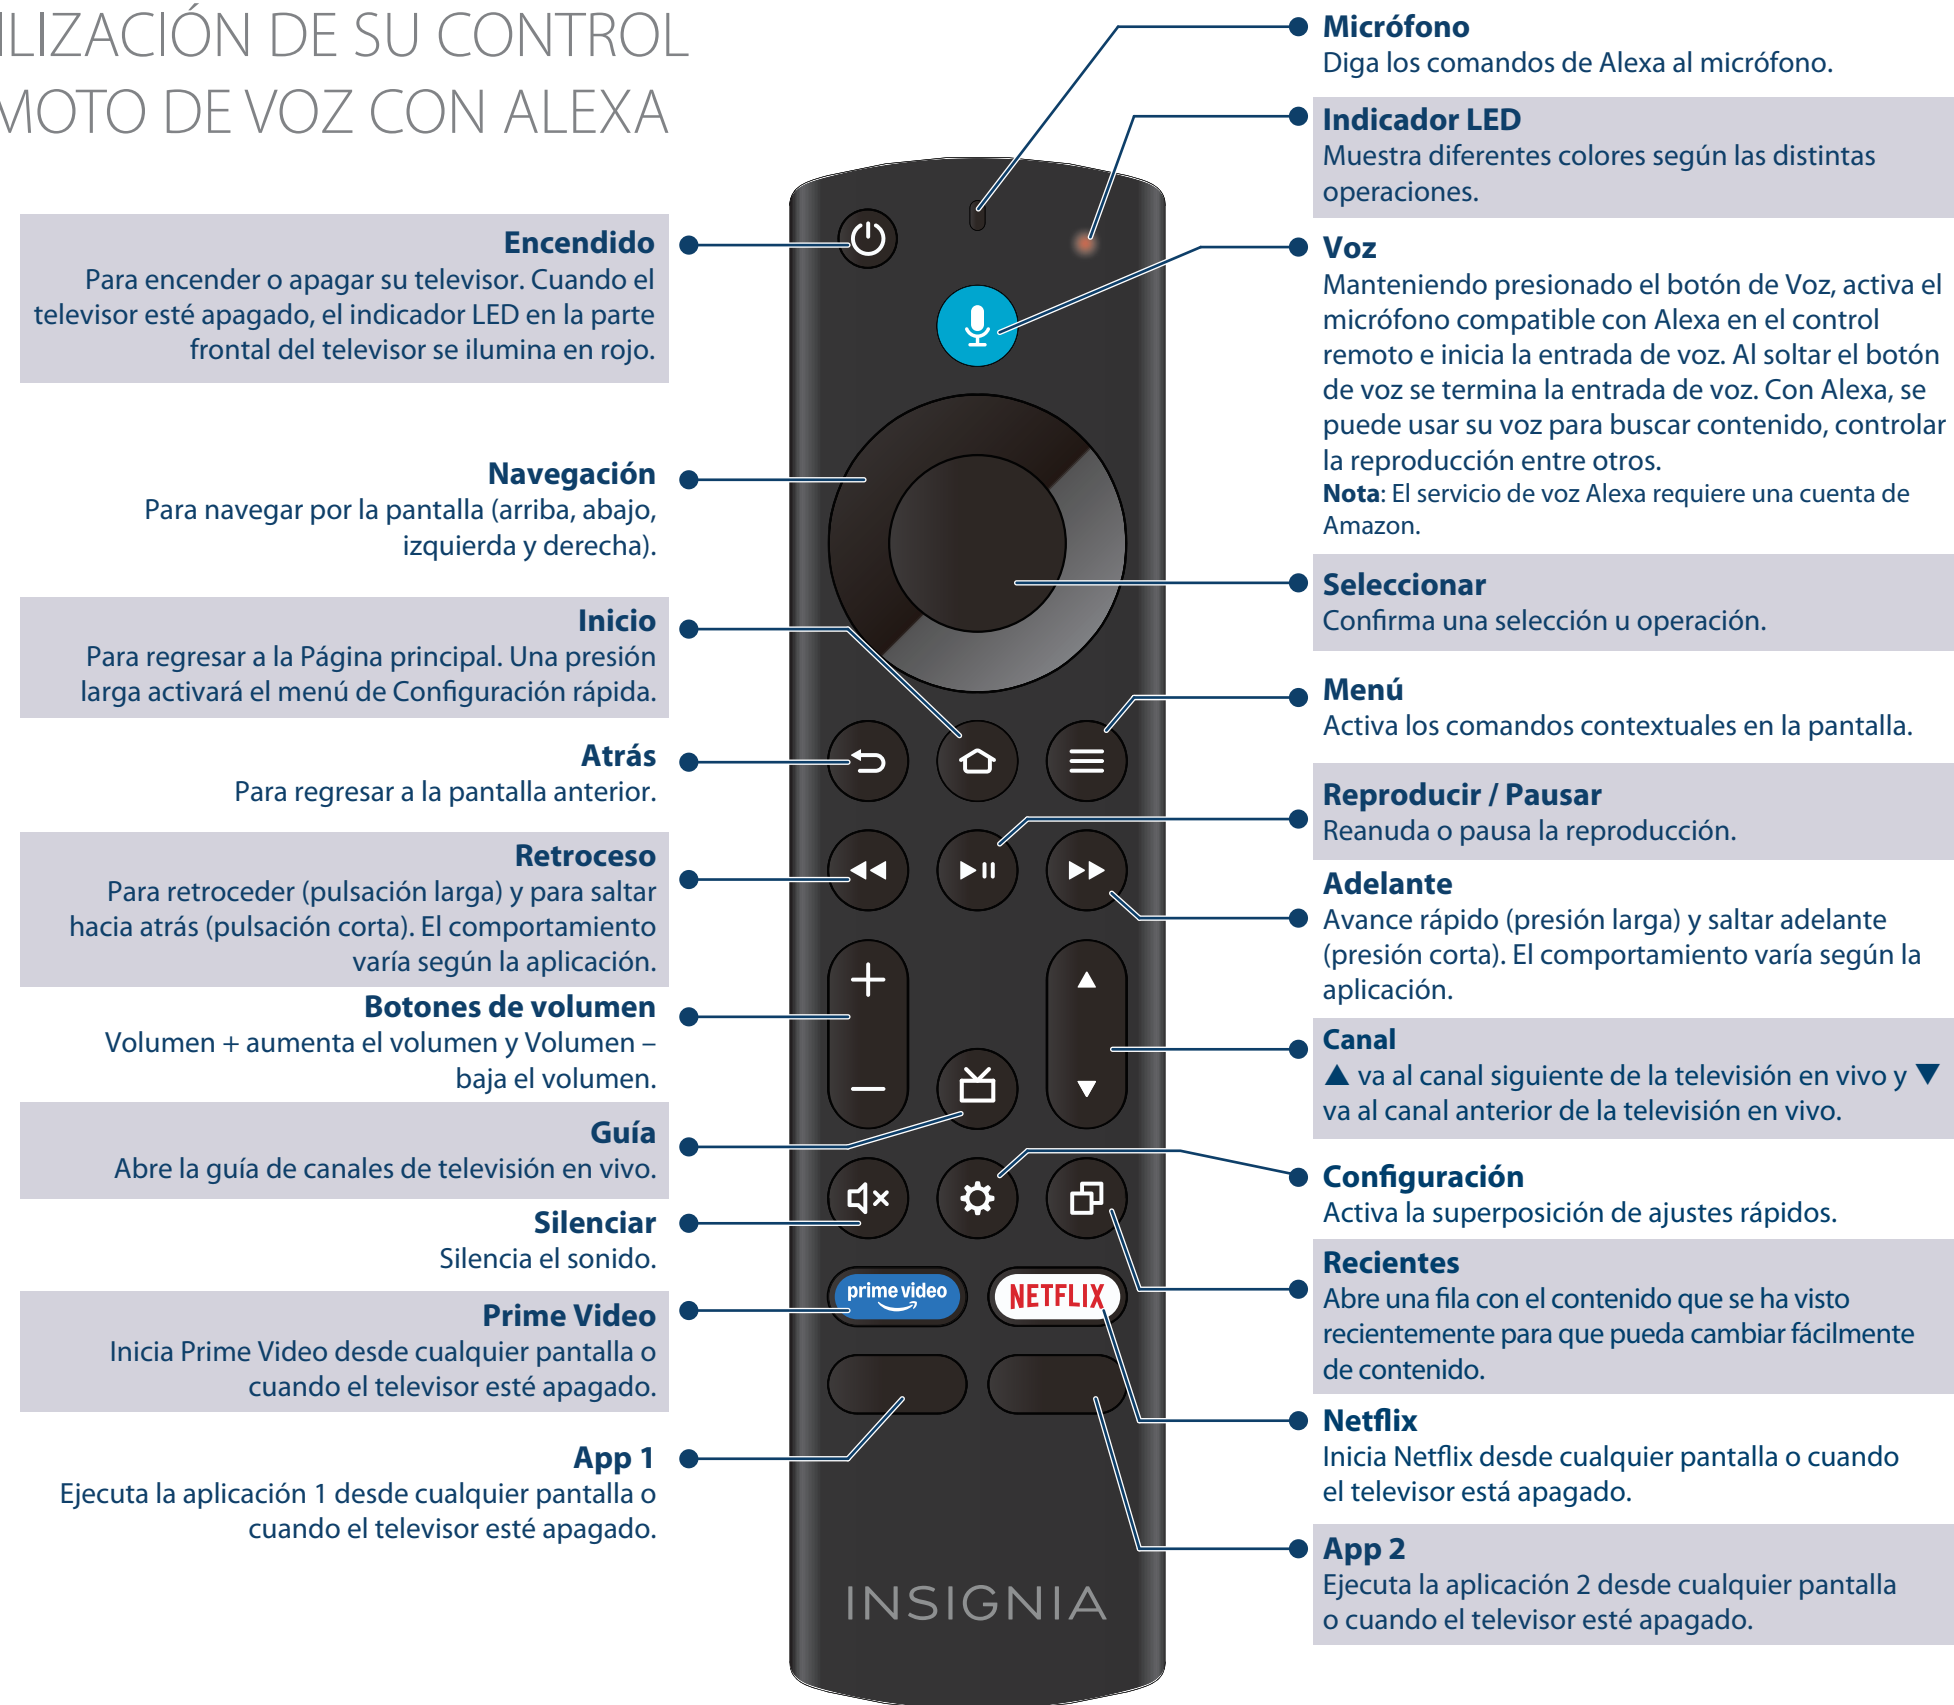 ILIZACIÓN DE SU CONTROL
MOTO DE VOZ CON ALEXA
Encendido
Para encender o apagar su televisor. Cuando el
televisor esté apagado, el indicador LED en la parte
frontal del televisor se ilumina en rojo.
Navegación
Para navegar por la pantalla (arriba, abajo,
izquierda y derecha).
Inicio
Para regresar a la Página principal. Una presión
larga activará el menú de Configuración rápida.
Atrás
Para regresar a la pantalla anterior.
Retroceso
Para retroceder (pulsación larga) y para saltar
hacia atrás (pulsación corta). El comportamiento
varía según la aplicación.
Botones de volumen
Volumen + aumenta el volumen y Volumen –
baja el volumen.
Guía
Abre la guía de canales de televisión en vivo.
Silenciar
Silencia el sonido.
Prime Video
Inicia Prime Video desde cualquier pantalla o
cuando el televisor esté apagado.
App 1
Ejecuta la aplicación 1 desde cualquier pantalla o
cuando el televisor esté apagado.
prime video
NETFLIX
INSIGNIA
Micrófono
Diga los comandos de Alexa al micrófono.
Indicador LED
Muestra diferentes colores según las distintas
operaciones.
Voz
Manteniendo presionado el botón de Voz, activa el
micrófono compatible con Alexa en el control
remoto e inicia la entrada de voz. Al soltar el botón
de voz se termina la entrada de voz. Con Alexa, se
puede usar su voz para buscar contenido, controlar
la reproducción entre otros.
Nota: El servicio de voz Alexa requiere una cuenta de
Amazon.
Seleccionar
Confirma una selección u operación.
Menú
Activa los comandos contextuales en la pantalla.
Reproducir / Pausar
Reanuda o pausa la reproducción.
Adelante
Avance rápido (presión larga) y saltar adelante
(presión corta). El comportamiento varía según la
aplicación.
Canal
▲ va al canal siguiente de la televisión en vivo y ▼
va al canal anterior de la televisión en vivo.
Configuración
Activa la superposición de ajustes rápidos.
Recientes
Abre una fila con el contenido que se ha visto
recientemente para que pueda cambiar fácilmente
de contenido.
Netflix
Inicia Netflix desde cualquier pantalla o cuando
el televisor está apagado.
App 2
Ejecuta la aplicación 2 desde cualquier pantalla
o cuando el televisor esté apagado.